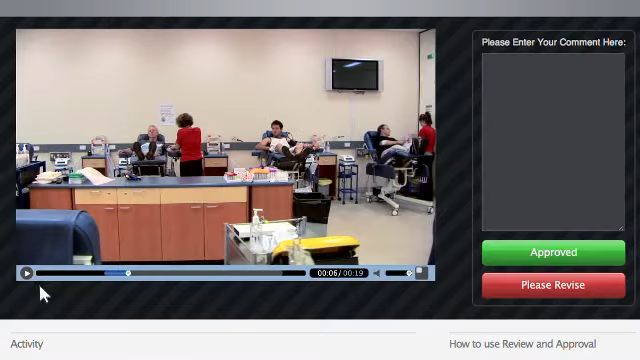 Please Enter Your Comment Here:
Approved
00:06/00:19
Please Revise
Activity
How to use Review and Approval